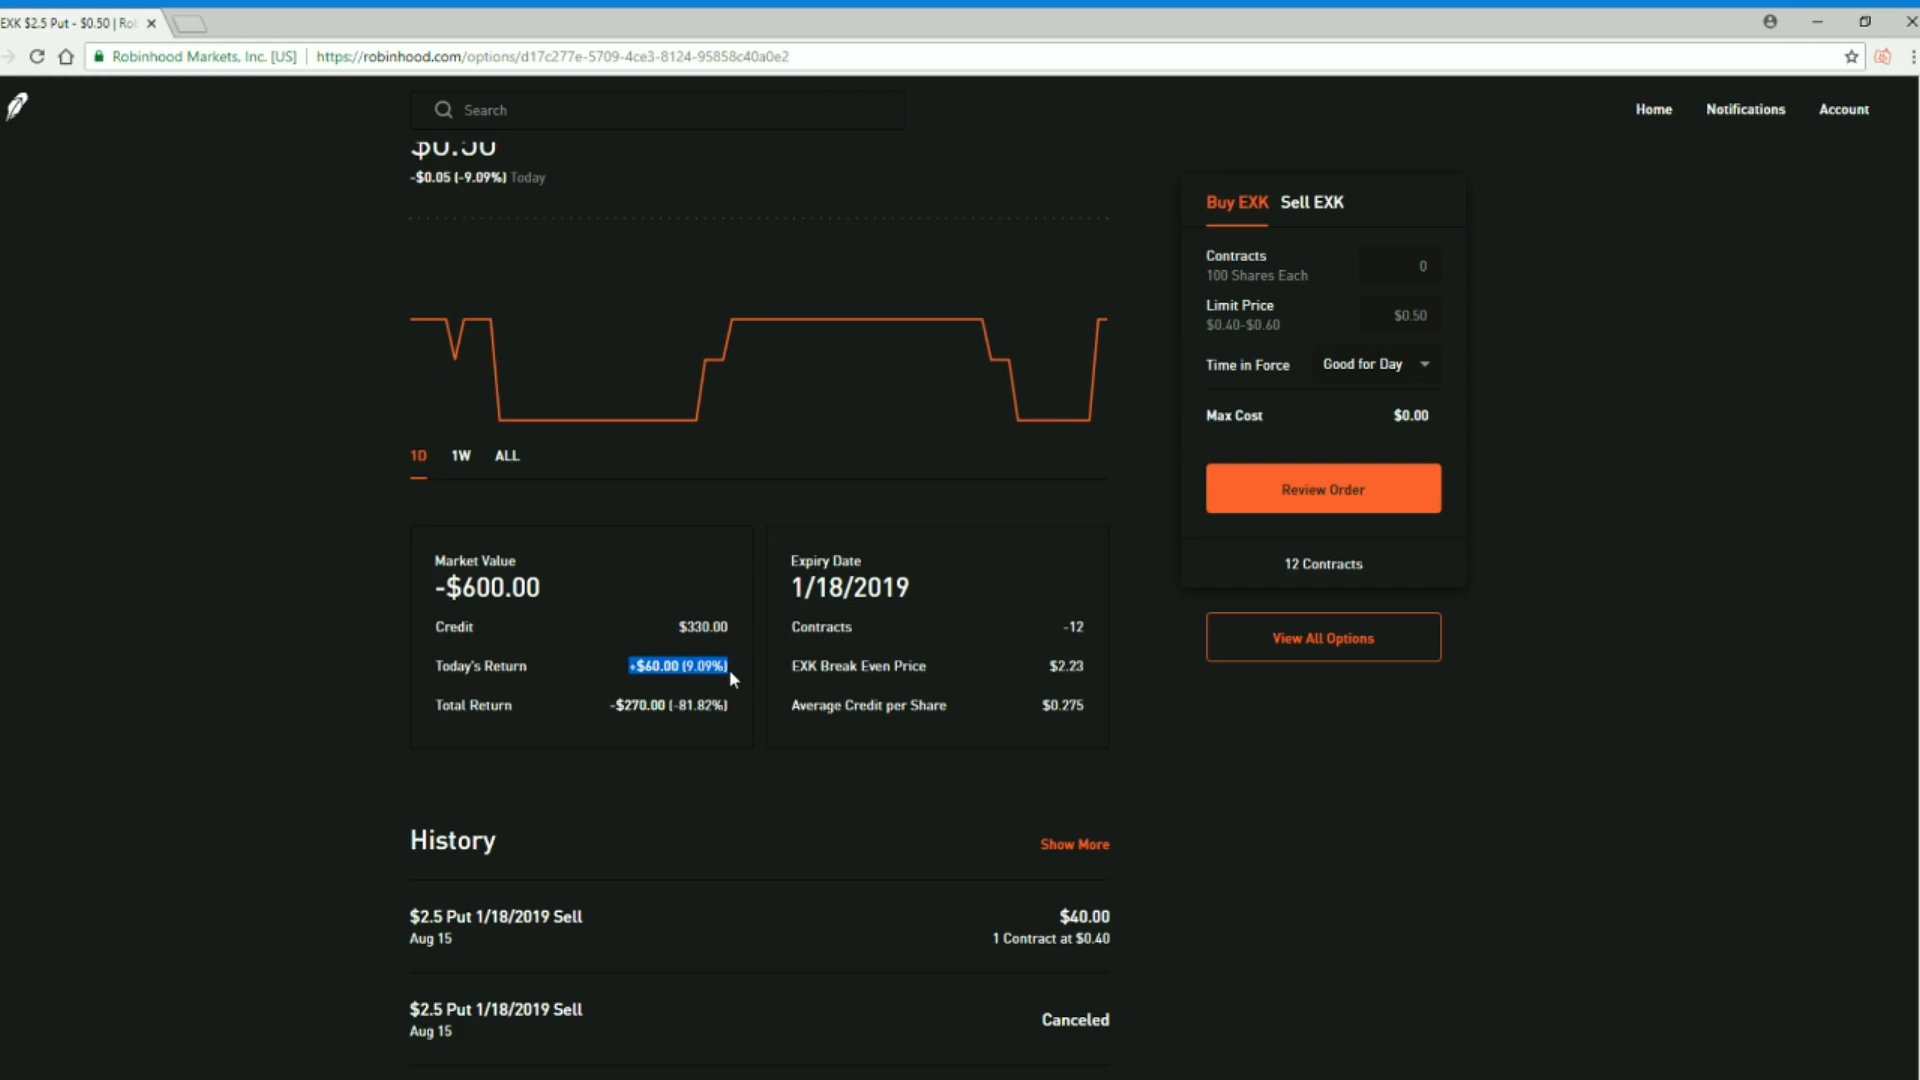 EXK $2.5 Put - $0.50 | Ro
Robinhood Markets, Inc. [US]
https://robinhood.com/options/d17c277e-5709-4ce3-8124-95858c40a0e2
Search
Home
Notifications
Account
$0.50
-$0.05 (-9.09%) Today
Buy EXK
Sell EXK
Contracts
0
100 Shares Each
Limit Price
$0.50
$0.40-$0.60
Time in Force
Good for Day
Max Cost
$0.00
Review Order
12 Contracts
View All Options
1D
1W
ALL
Market Value
-$600.00
Credit
$330.00
Today's Return
+$60.00 (9.09%)
Total Return
-$270.00 (-81.82%)
Expiry Date
1/18/2019
Contracts
-12
EXK Break Even Price
$2.23
Average Credit per Share
$0.275
History
Show More
$2.5 Put 1/18/2019 Sell
$40.00
Aug 15
1 Contract at $0.40
$2.5 Put 1/18/2019 Sell
Canceled
Aug 15